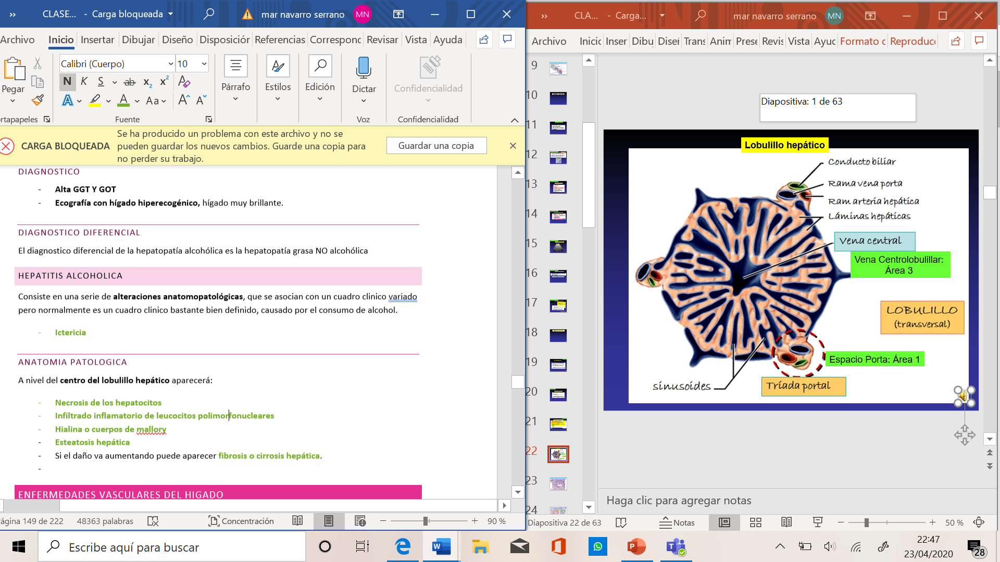 CLASE... - Carga bloqueada
mar navarro serrano MN
Archivo Inicio Insertar Dibujar Diseño Disposiciór Referencias Corresponc Revisar Vista Ayuda
Pegar
Calibri (Cuerpo) 10
N K S ab x₂ x² A
A A Aa A A
Párrafo Estilos Edición Dictar Confidencialidad
rtapapeles Fuente Voz Confidencialidad
CARGA BLOQUEADA
Se ha producido un problema con este archivo y no se
pueden guardar los nuevos cambios. Guarde una copia para
no perder su trabajo.
Guardar una copia
DIAGNOSTICO
- Alta GGT Y GOT
- Ecografía con hígado hiperecogénico, hígado muy brillante.
DIAGNOSTICO DIFERENCIAL
El diagnostico diferencial de la hepatopatía alcohólica es la hepatopatía grasa NO alcohólica
HEPATITIS ALCOHOLICA
Consiste en una serie de alteraciones anatomopatológicas, que se asocian con un cuadro clinico variado
pero normalmente es un cuadro clinico bastante bien definido, causado por el consumo de alcohol.
- Ictericia
ANATOMIA PATOLOGICA
A nivel del centro del lobulillo hepático aparecerá:
- Necrosis de los hepatocitos
- Infiltrado inflamatorio de leucocitos polimorfonucleares
- Hialina o cuerpos de mallory
- Esteatosis hepática
- Si el daño va aumentando puede aparecer fibrosis o cirrosis hepática.
-
ENFERMEDADES VASCULARES DEL HIGADO
ágina 149 de 222 48363 palabras Concentración 90 %
CLA... - Carga...
mar navarro serrano MN
Archivo Inicic Inser Dibu Diseí Trans Anim Prese Revis Vista Ayuc Formato c Reproduc
9
10
11
12
13
14
15
16
17
18
19
20
21
22
23
24
Diapositiva: 1 de 63
Lobulillo hepático
Conducto biliar
Rama vena porta
Ram arteria hepática
Láminas hepáticas
Vena central
Vena Centrolobulillar:
Área 3
LOBULILLO
(transversal)
Espacio Porta: Área 1
Tríada portal
sinusoides
Haga clic para agregar notas
Diapositiva 22 de 63 Notas 50 %
Escribe aquí para buscar
22:47
23/04/2020
28